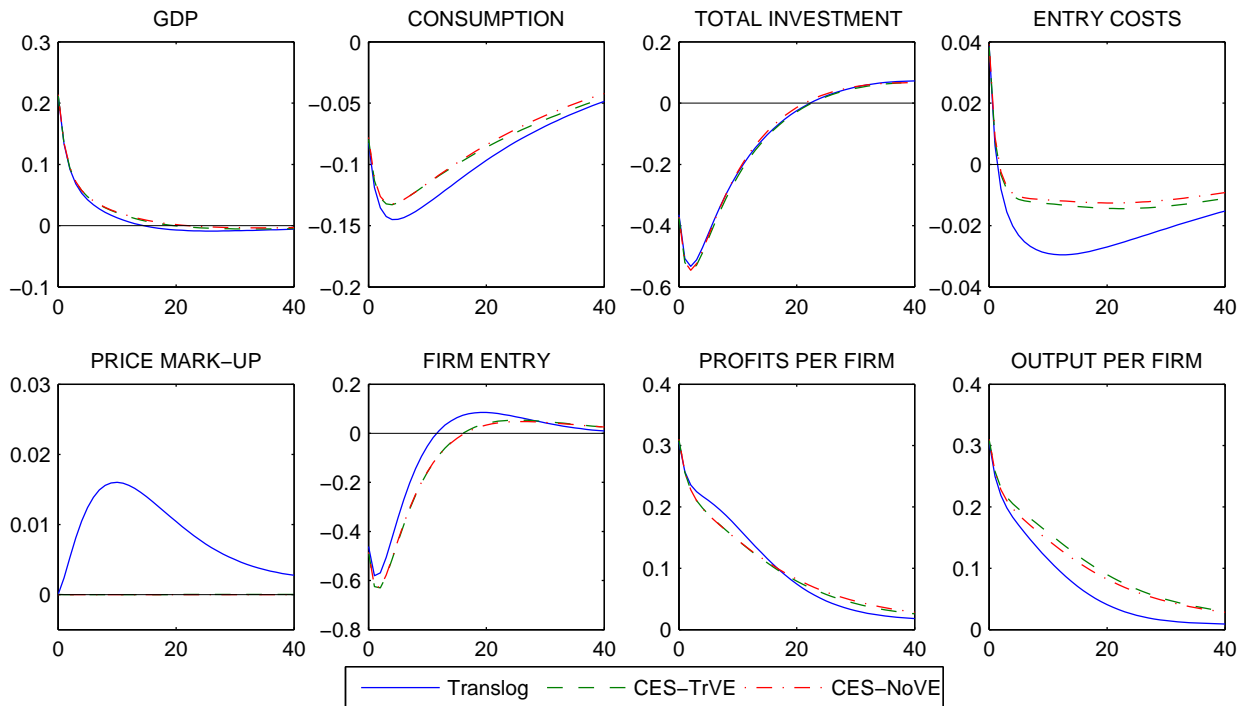 GDP CONSUMPTION TOTAL INVESTMENT ENTRY COSTS
0.3 0 0.2 0.04
0.2 −0.05 0 0.02
0.1 −0.1 −0.2 0
0 −0.15 −0.4 −0.02
−0.1 −0.2 −0.6 −0.04
0 20 40 0 20 40 0 20 40 0 20 40
PRICE MARK−UP FIRM ENTRY PROFITS PER FIRM OUTPUT PER FIRM
0.03 0.2 0.4 0.4
0 0.3 0.3
0.02 −0.2 0.2 0.2
0.01 −0.4 0.1 0.1
0 −0.6
−0.8 0 0
0 20 40 0 20 40 0 20 40 0 20 40
Translog CES−TrVE CES−NoVE